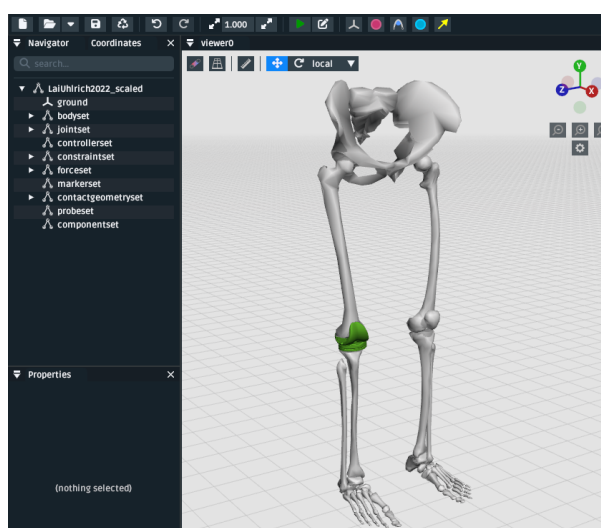 1.000
Navigator Coordinates
viewer0
search...
local
LaiUhlrich2022_scaled
ground
bodyset
jointset
controllerset
constraintset
forceset
markerset
contactgeometryset
probeset
componentset
Y
Z
X
Properties
(nothing selected)